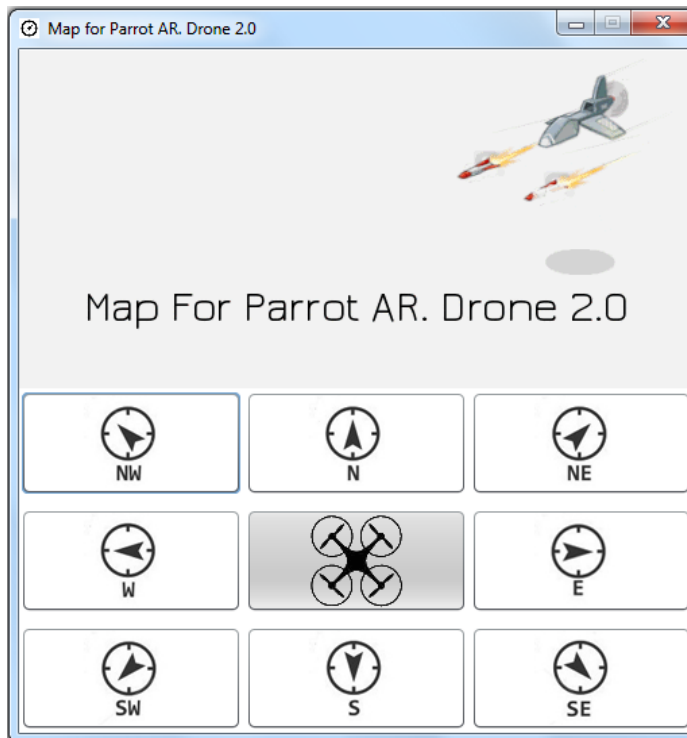 Map for Parrot AR. Drone 2.0
Map For Parrot AR. Drone 2.0
NW
N
NE
W
E
SW
S
SE